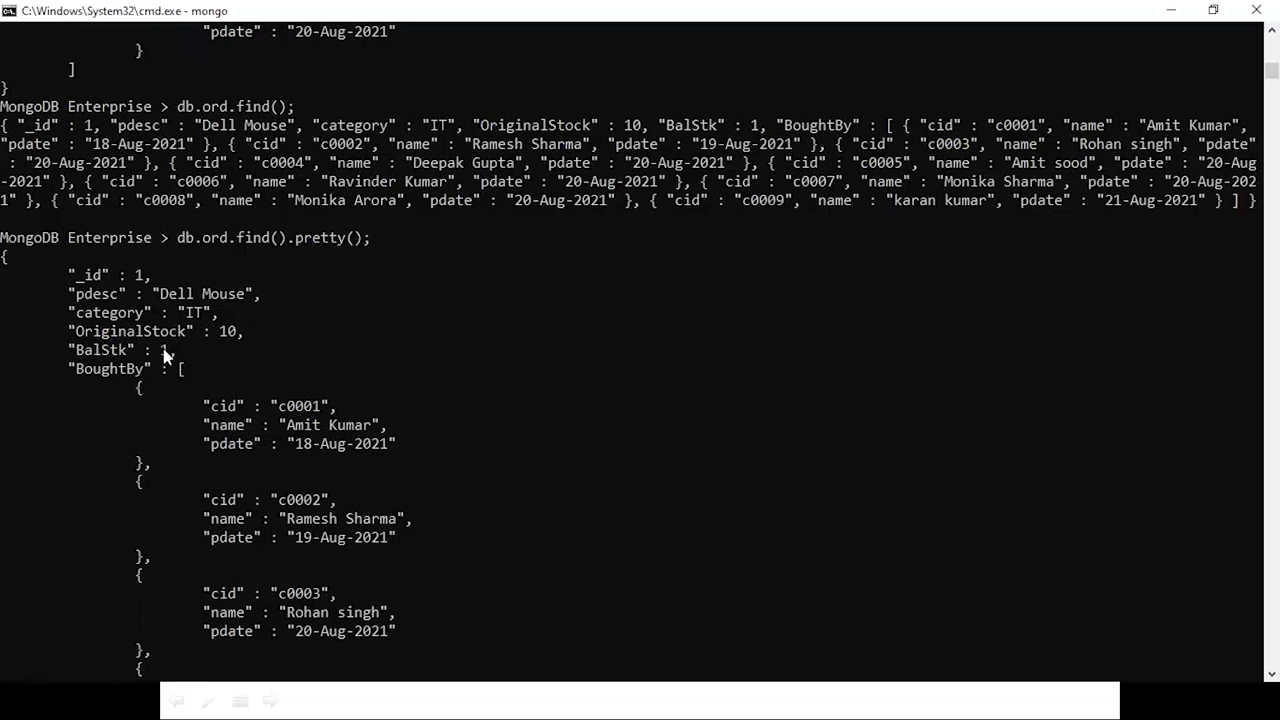 C:\Windows\System32\cmd.exe - mongo
"pdate" : "20-Aug-2021"
}
]
}
MongoDB Enterprise > db.ord.find();
{ "_id" : 1, "pdesc" : "Dell Mouse", "category" : "IT", "OriginalStock" : 10, "BalStk" : 1, "BoughtBy" : [ { "cid" : "c0001", "name" : "Amit Kumar",
"pdate" : "18-Aug-2021" }, { "cid" : "c0002", "name" : "Ramesh Sharma", "pdate" : "19-Aug-2021" }, { "cid" : "c0003", "name" : "Rohan singh", "pdate"
: "20-Aug-2021" }, { "cid" : "c0004", "name" : "Deepak Gupta", "pdate" : "20-Aug-2021" }, { "cid" : "c0005", "name" : "Amit sood", "pdate" : "20-Aug
-2021" }, { "cid" : "c0006", "name" : "Ravinder Kumar", "pdate" : "20-Aug-2021" }, { "cid" : "c0007", "name" : "Monika Sharma", "pdate" : "20-Aug-202
1" }, { "cid" : "c0008", "name" : "Monika Arora", "pdate" : "20-Aug-2021" }, { "cid" : "c0009", "name" : "karan kumar", "pdate" : "21-Aug-2021" } ] }
MongoDB Enterprise > db.ord.find().pretty();
{
"_id" : 1,
"pdesc" : "Dell Mouse",
"category" : "IT",
"OriginalStock" : 10,
"BalStk" : 1,
"BoughtBy" : [
{
"cid" : "c0001",
"name" : "Amit Kumar",
"pdate" : "18-Aug-2021"
},
{
"cid" : "c0002",
"name" : "Ramesh Sharma",
"pdate" : "19-Aug-2021"
},
{
"cid" : "c0003",
"name" : "Rohan singh",
"pdate" : "20-Aug-2021"
},
{